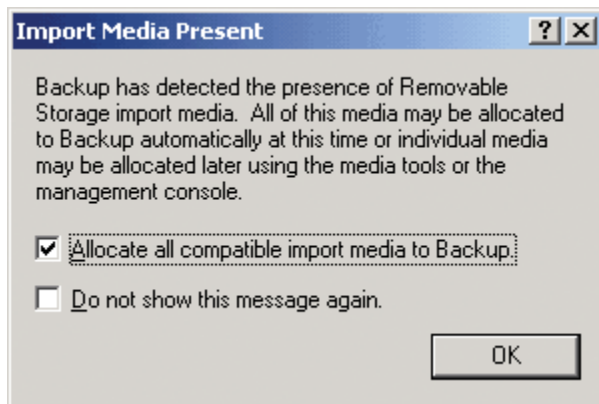 Import Media Present
Backup has detected the presence of Removable
Storage import media. All of this media may be allocated
to Backup automatically at this time or individual media
may be allocated later using the media tools or the
management console.
Allocate all compatible import media to Backup.
Do not show this message again.
OK